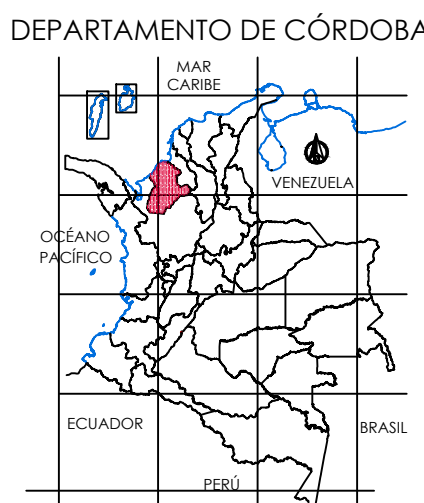 DEPARTAMENTO DE CÓRDOBA
MAR
CARIBE
VENEZUELA
OCÉANO
PACÍFICO
ECUADOR
BRASIL
PERÚ